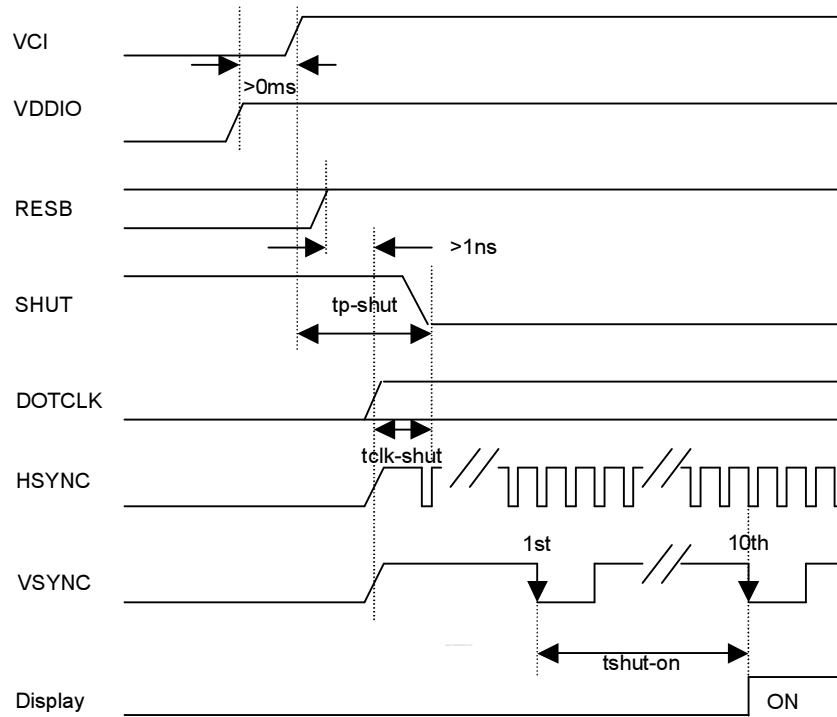 VCI
>0ms
VDDIO
RESB
>1ns
SHUT
tp-shut
DOTCLK
tclk-shut
HSYNC
1st
10th
VSYNC
tshut-on
Display
ON